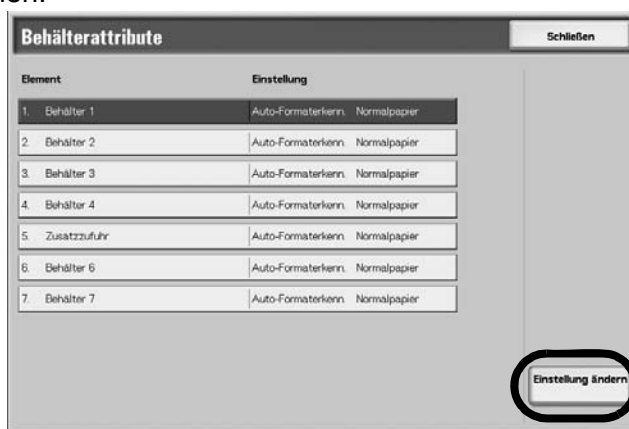 Behälterattribute Schließen
Element Einstellung
1. Behälter 1 Auto-Formaterkenn. Normalpapier
2. Behälter 2 Auto-Formaterkenn. Normalpapier
3. Behälter 3 Auto-Formaterkenn. Normalpapier
4. Behälter 4 Auto-Formaterkenn. Normalpapier
5. Zusatzzufuhr Auto-Formaterkenn. Normalpapier
6. Behälter 6 Auto-Formaterkenn. Normalpapier
7. Behälter 7 Auto-Formaterkenn. Normalpapier
Einstellung ändern